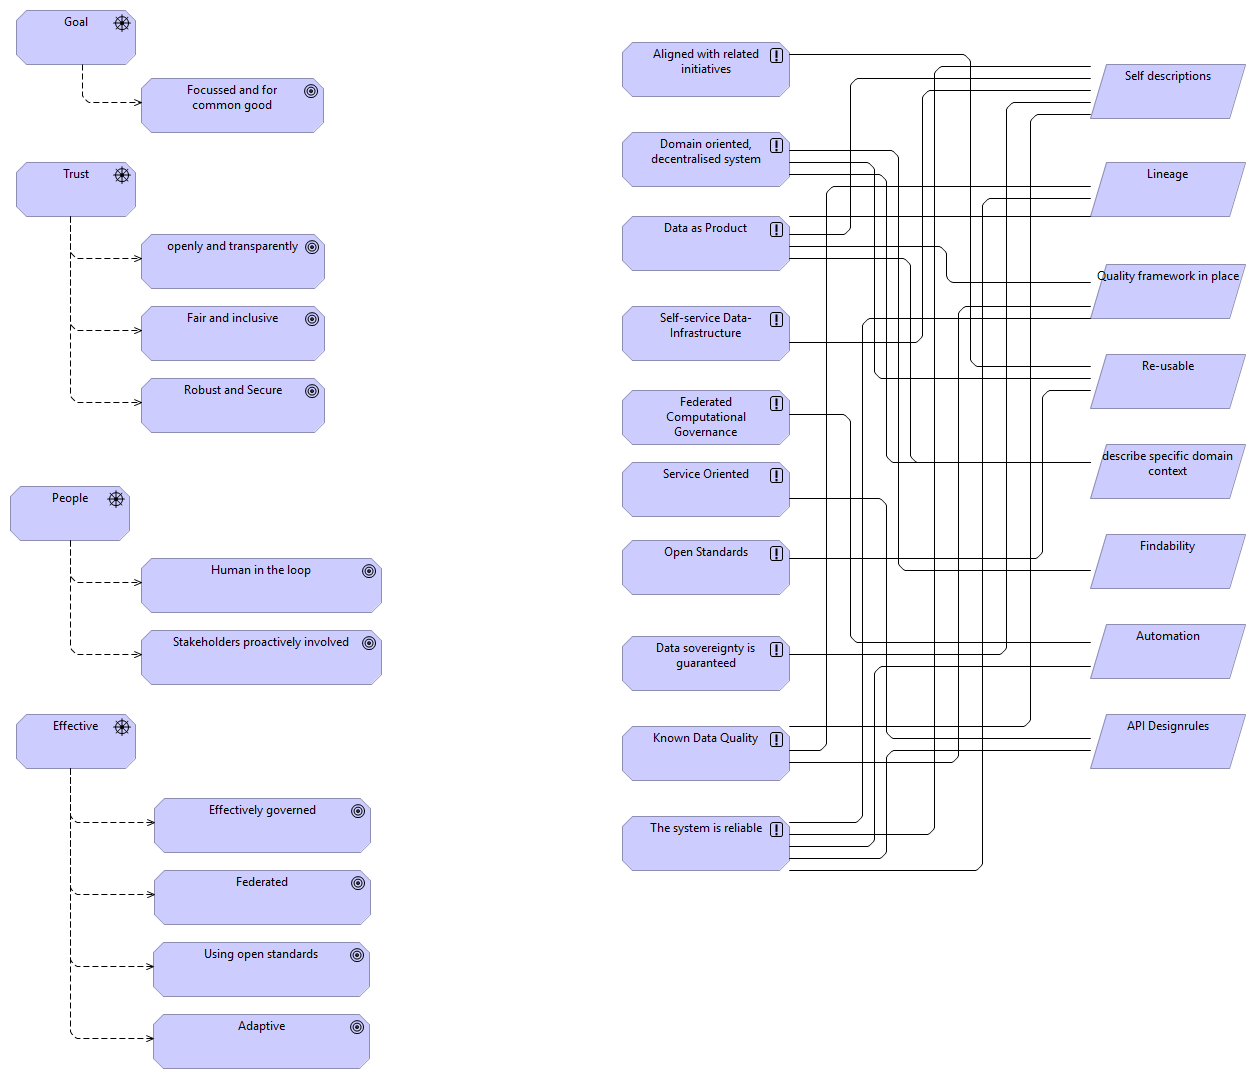 Goal
Focussed and for
common good
Trust
openly and transparently
Fair and inclusive
Robust and Secure
People
Human in the loop
Stakeholders proactively involved
Effective
Effectively governed
Federated
Using open standards
Adaptive
Aligned with related
initiatives
Domain oriented,
decentralised system
Data as Product
Self-service Data-
Infrastructure
Federated
Computational
Governance
Service Oriented
Open Standards
Data sovereignty is
guaranteed
Known Data Quality
The system is reliable
Self descriptions
Lineage
Quality framework in place
Re-usable
describe specific domain
context
Findability
Automation
API Designrules